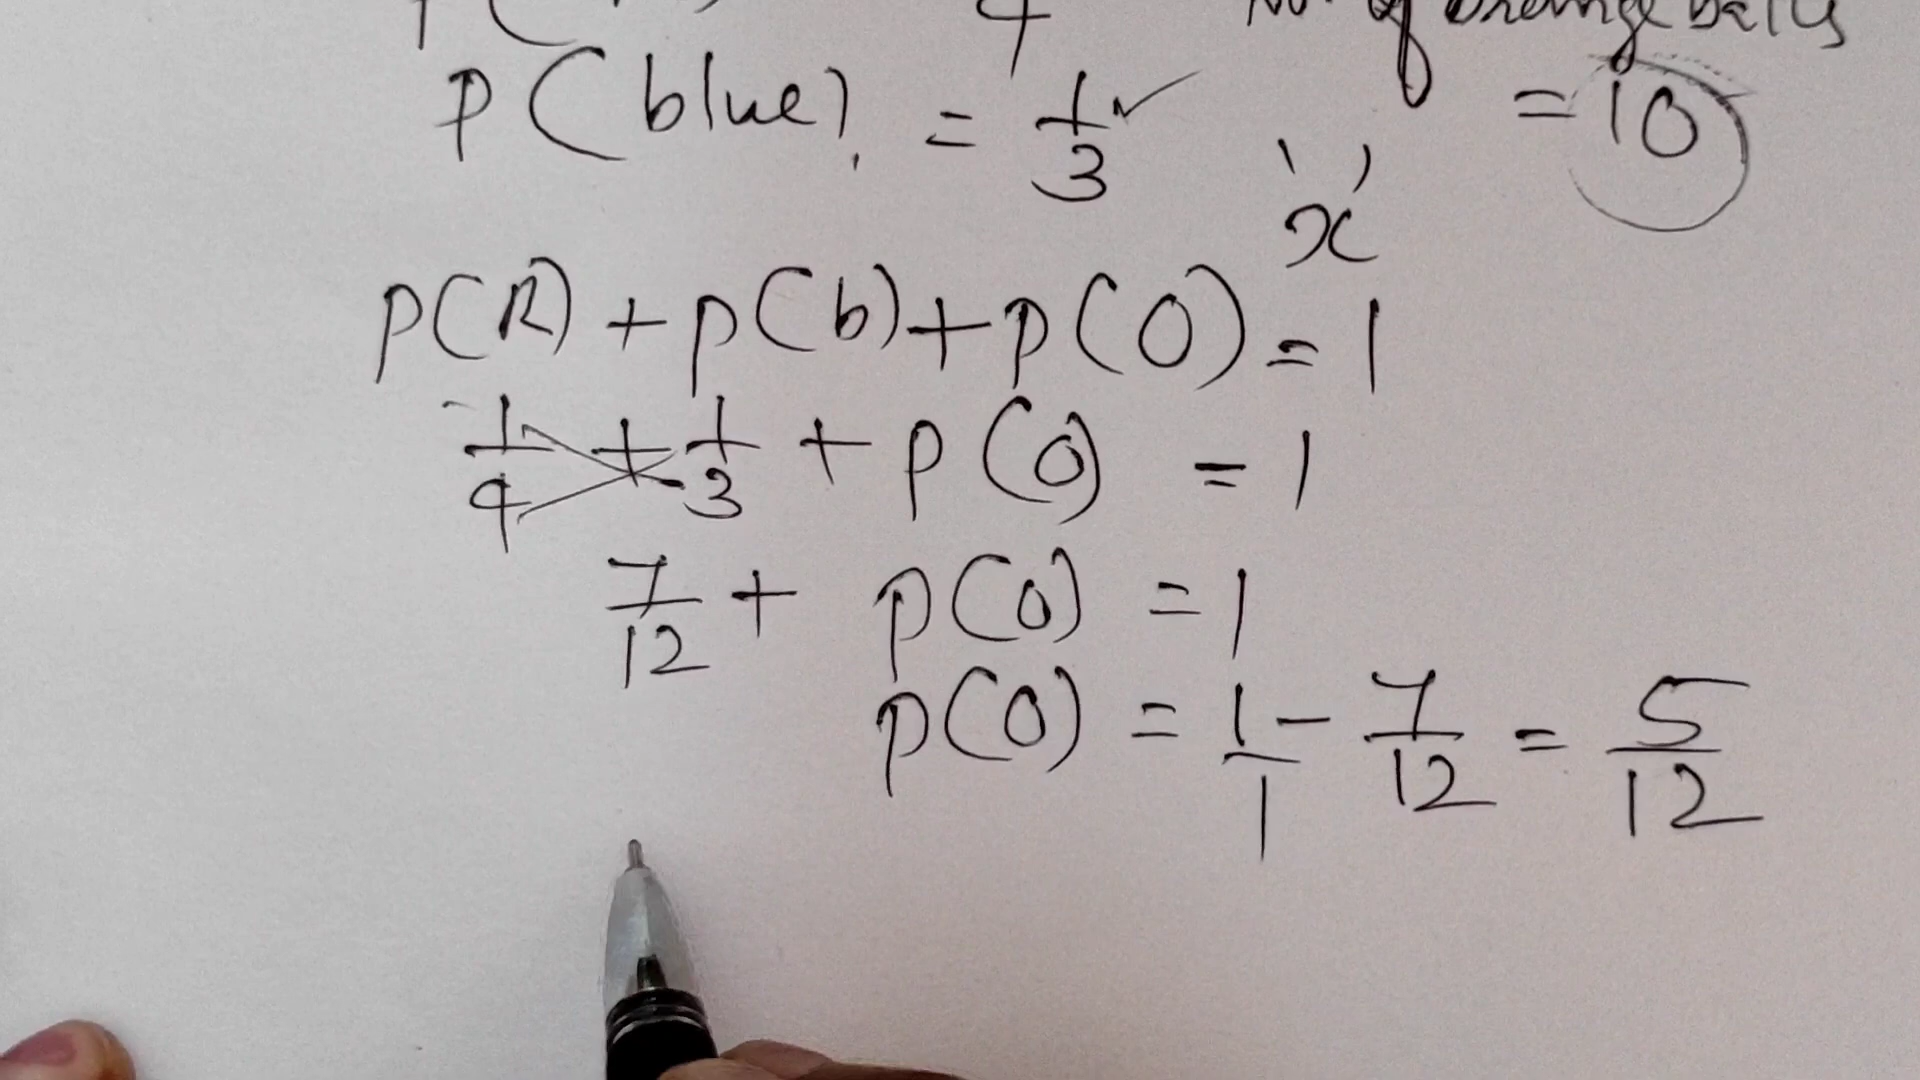 No. of orange balls
P(blue) = 1/3 ✓ = 10
" x
P(R) + P(b) + P(O) = 1
1/4 + 1/3 + P(O) = 1
7/12 + P(O) = 1
P(O) = 1/1 - 7/12 = 5/12